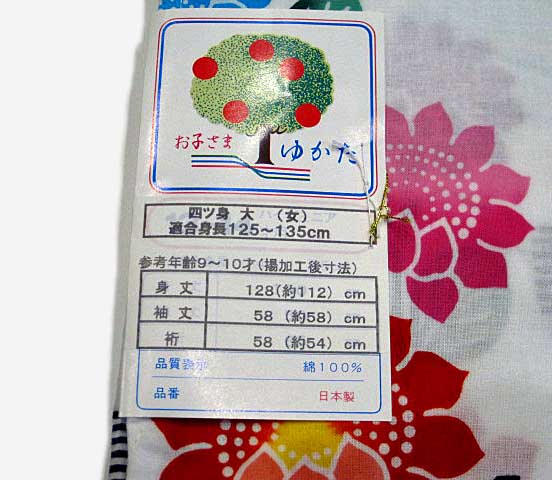 お子さま
ゆかた
四ツ身 大 (女)
適合身長125~135cm
参考年齢9~10才(揚加工後寸法)
身丈 128(約112) cm
袖丈 58 (約58) cm
裄 58 (約54) cm
品質表示 綿100%
品番 日本製